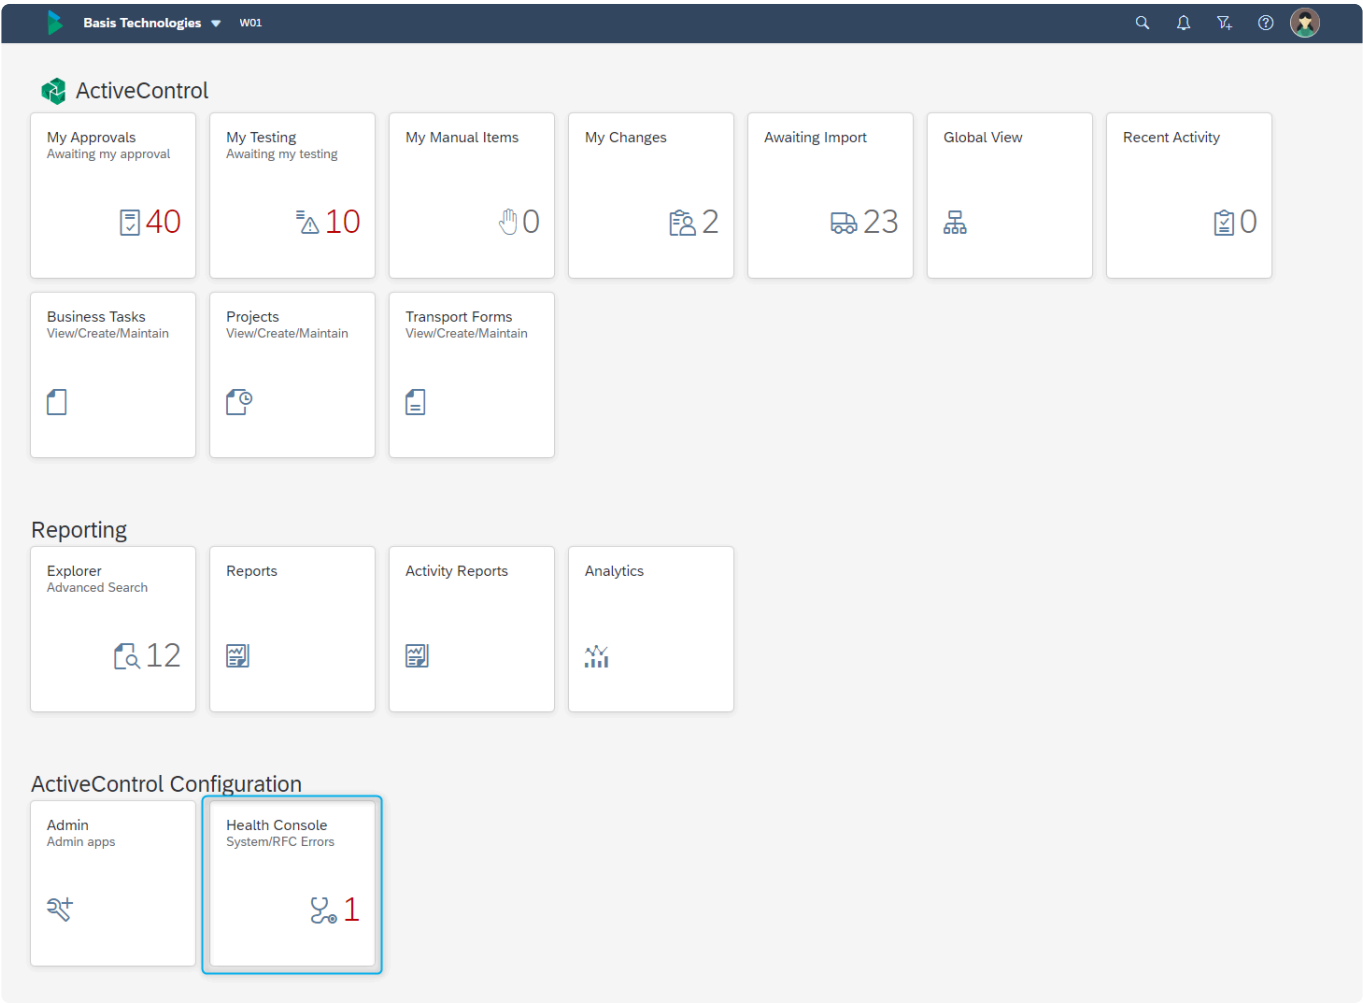 Basis Technologies W01
ActiveControl
My Approvals
Awaiting my approval
40
My Testing
Awaiting my testing
10
My Manual Items
0
My Changes
2
Awaiting Import
23
Global View
Recent Activity
0
Business Tasks
View/Create/Maintain
Projects
View/Create/Maintain
Transport Forms
View/Create/Maintain
Reporting
Explorer
Advanced Search
12
Reports
Activity Reports
Analytics
ActiveControl Configuration
Admin
Admin apps
Health Console
System/RFC Errors
1